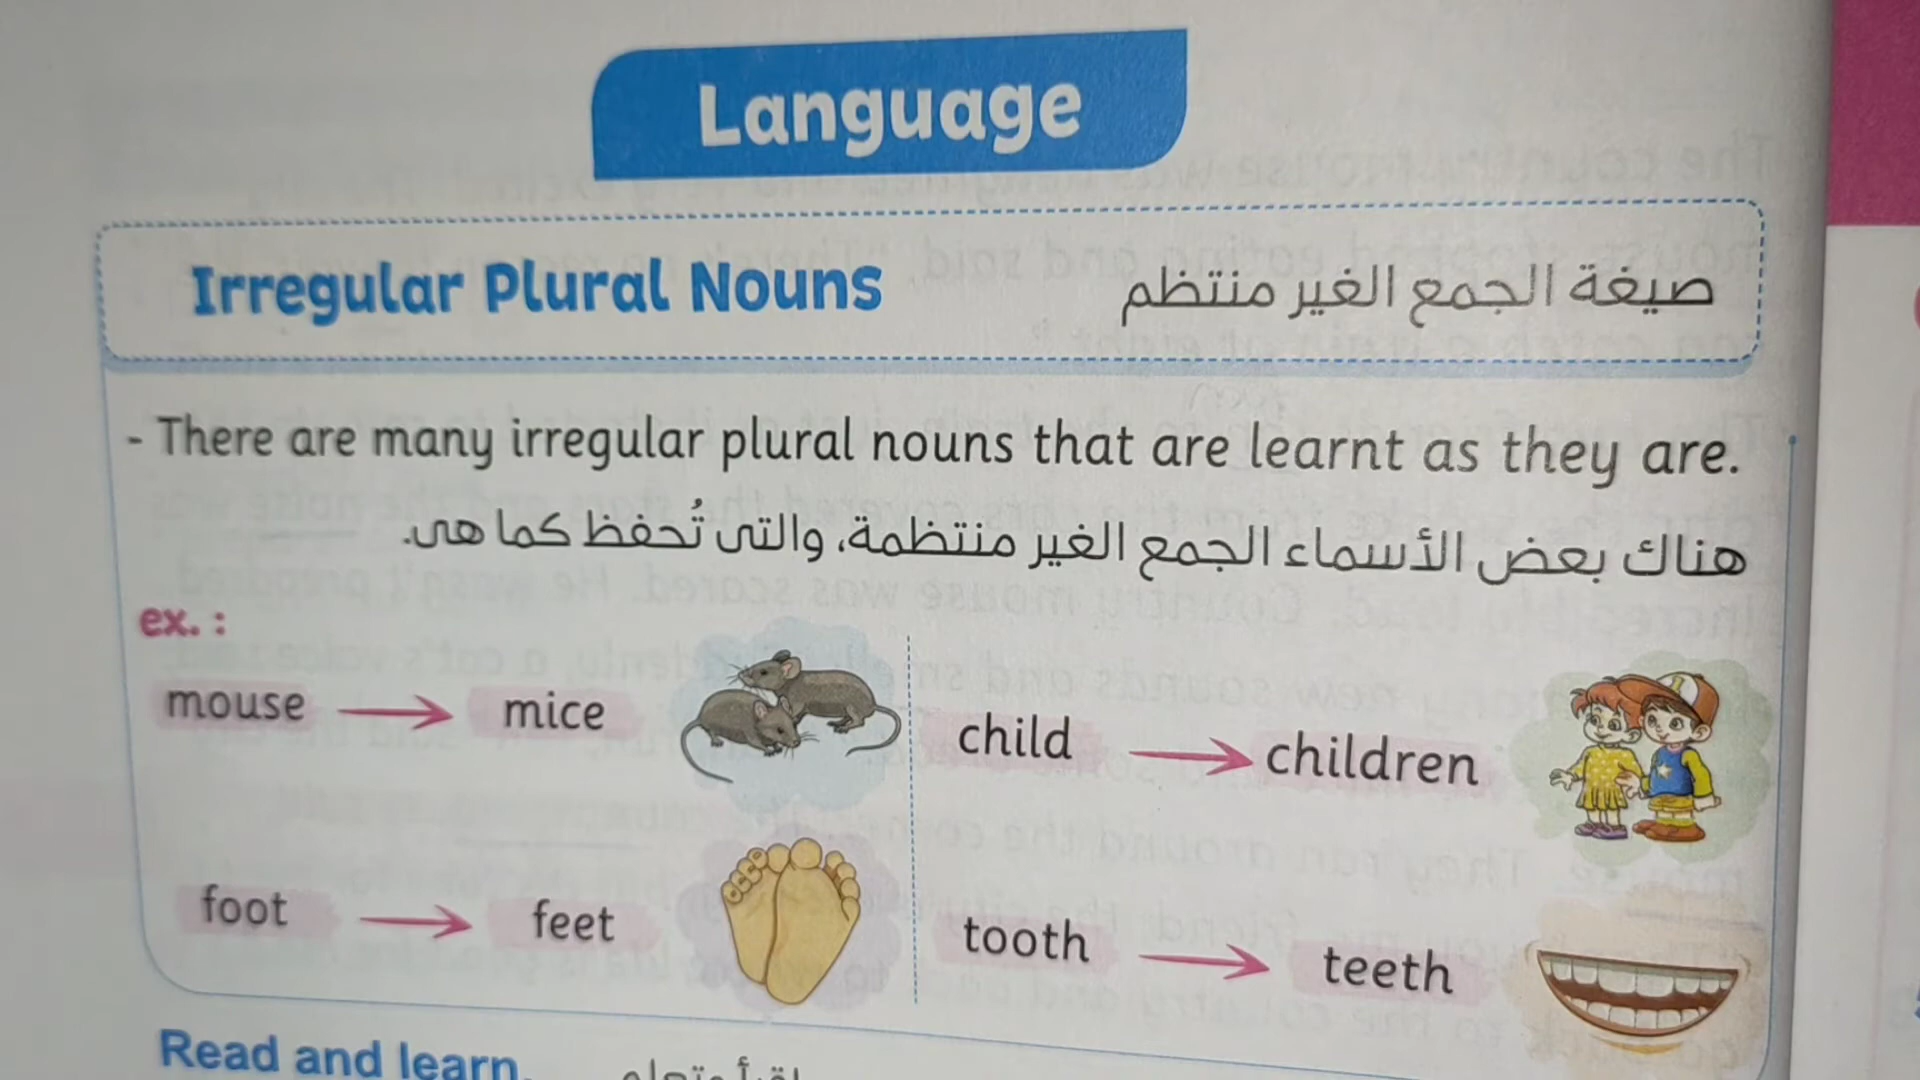 Language
Irregular Plural Nouns صيغة الجمع الغير منتظم
- There are many irregular plural nouns that are learnt as they are.
هناك بعض الأسماء الجمع الغير منتظمة، والتى تُحفظ كما هى.
ex. :
mouse → mice
child → children
foot → feet
tooth → teeth
Read and learn.